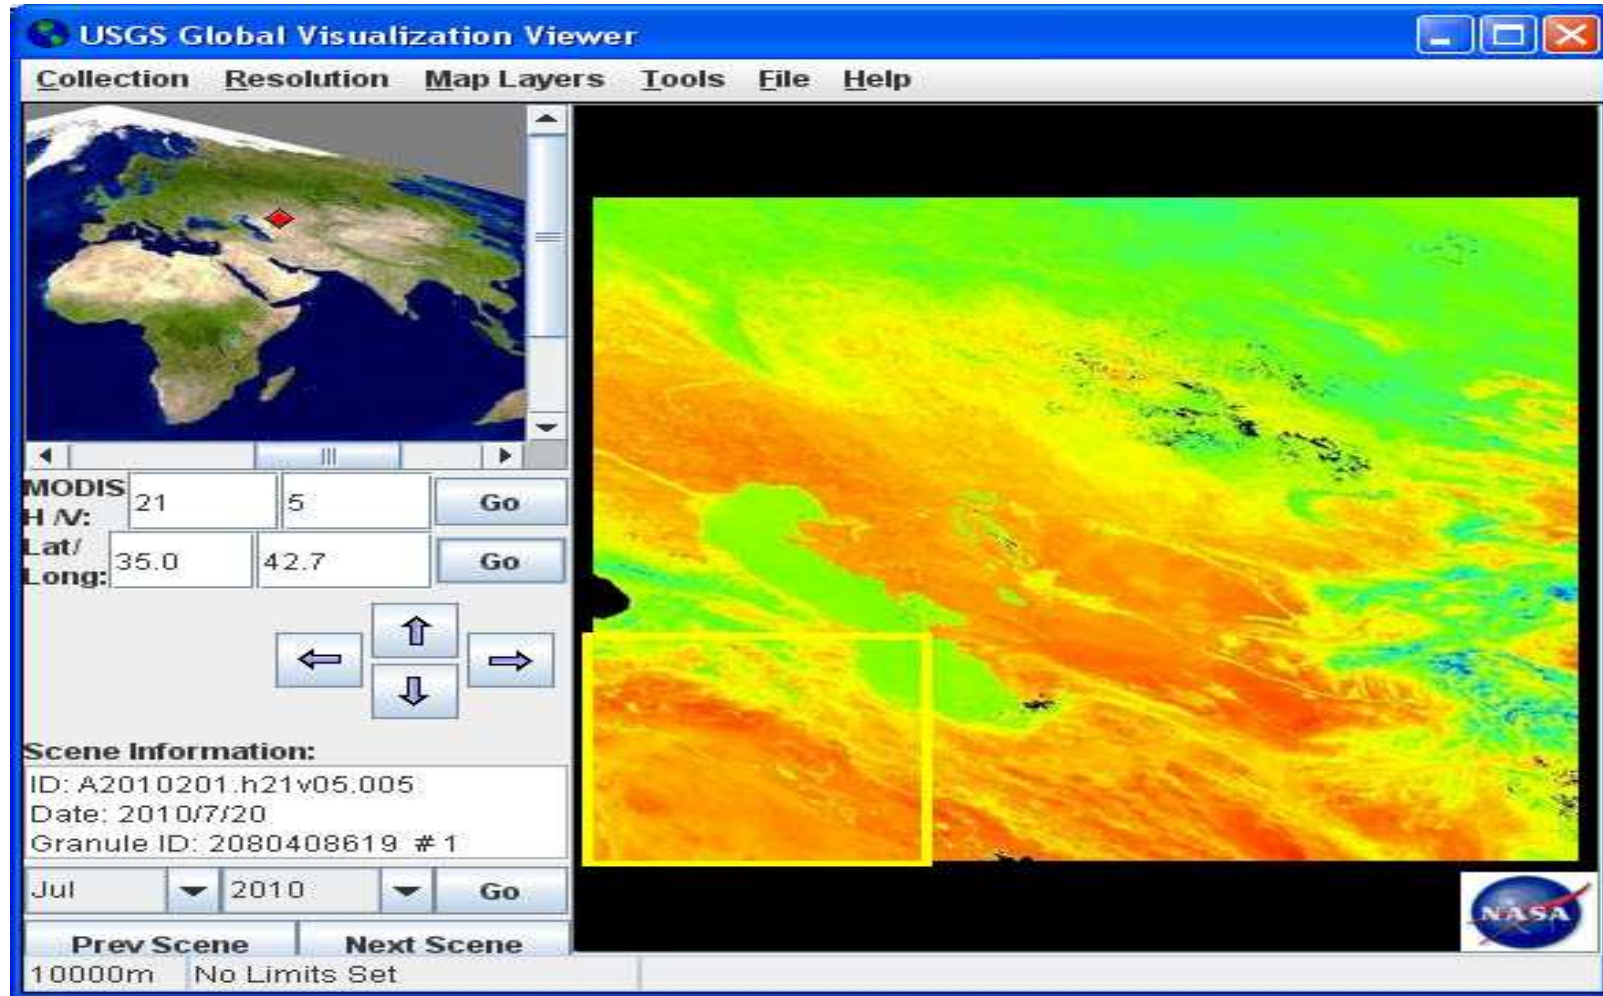 USGS Global Visualization Viewer
Collection Resolution Map Layers Tools File Help
MODIS
H /V: 21 5 Go
Lat/
Long: 35.0 42.7 Go
Scene Information:
ID: A2010201.h21v05.005
Date: 2010/7/20
Granule ID: 2080408619 # 1
Jul 2010 Go
Prev Scene Next Scene
10000m No Limits Set
NASA